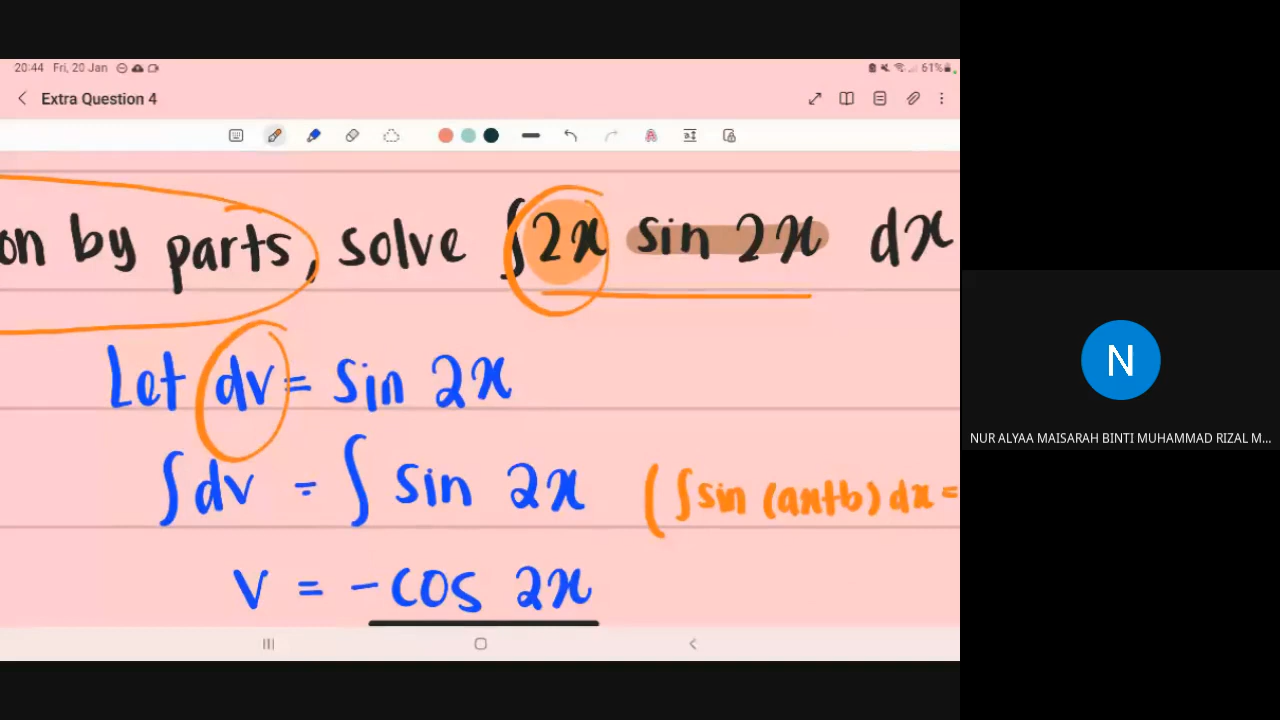 20:44 Fri, 20 Jan 61%
Extra Question 4
on by parts, solve ∫ 2x sin 2x dx
Let dv = sin 2x
∫ dv = ∫ sin 2x (∫ sin (ax+b) dx =
v = -cos 2x
N
NUR ALYAA MAISARAH BINTI MUHAMMAD RIZAL M...